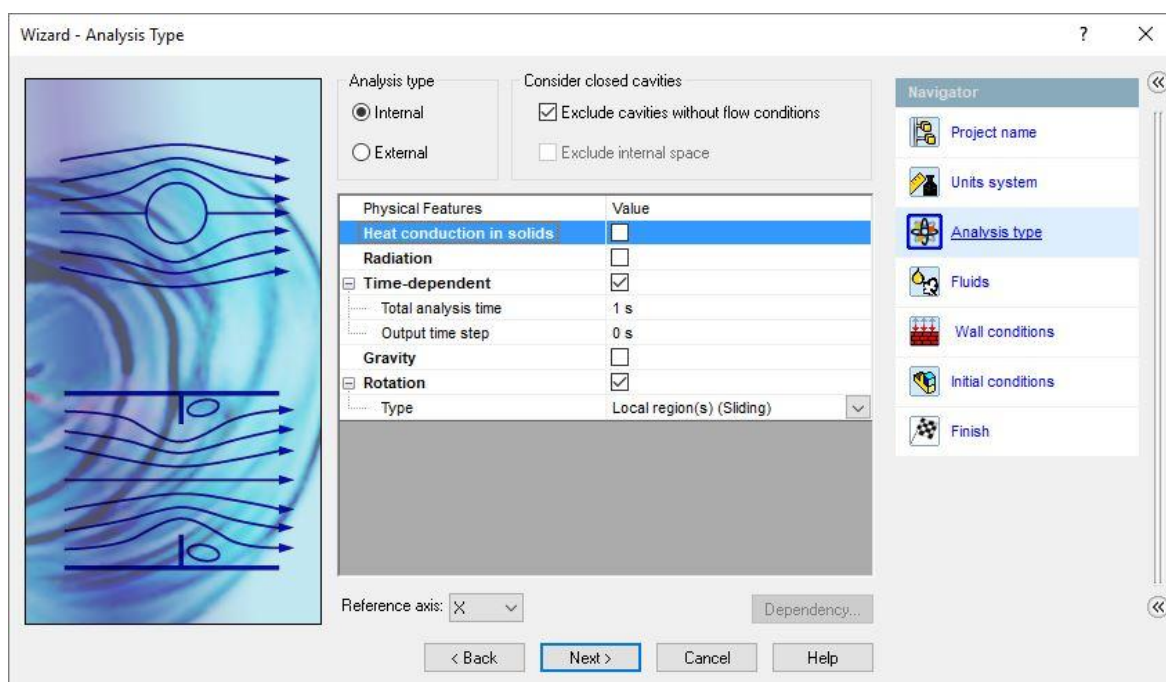 Wizard - Analysis Type
?
Analysis type
Internal
External
Consider closed cavities
Exclude cavities without flow conditions
Exclude internal space
Physical Features Value
Heat conduction in solids
Radiation
Time-dependent
Total analysis time 1 s
Output time step 0 s
Gravity
Rotation
Type Local region(s) (Sliding)
Reference axis: X
Dependency...
< Back Next > Cancel Help
Navigator
Project name
Units system
Analysis type
Fluids
Wall conditions
Initial conditions
Finish